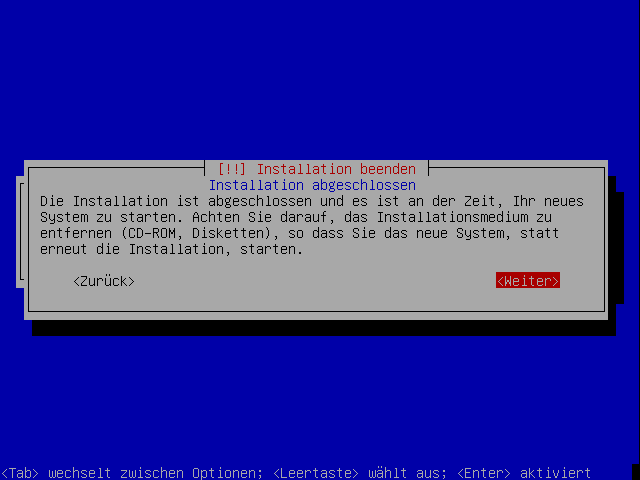 [!!] Installation beenden
Installation abgeschlossen
Die Installation ist abgeschlossen und es ist an der Zeit, Ihr neues
System zu starten. Achten Sie darauf, das Installationsmedium zu
entfernen (CD-ROM, Disketten), so dass Sie das neue System, statt
erneut die Installation, starten.
<Zurück> <Weiter>
<Tab> wechselt zwischen Optionen; <Leertaste> wählt aus; <Enter> aktiviert